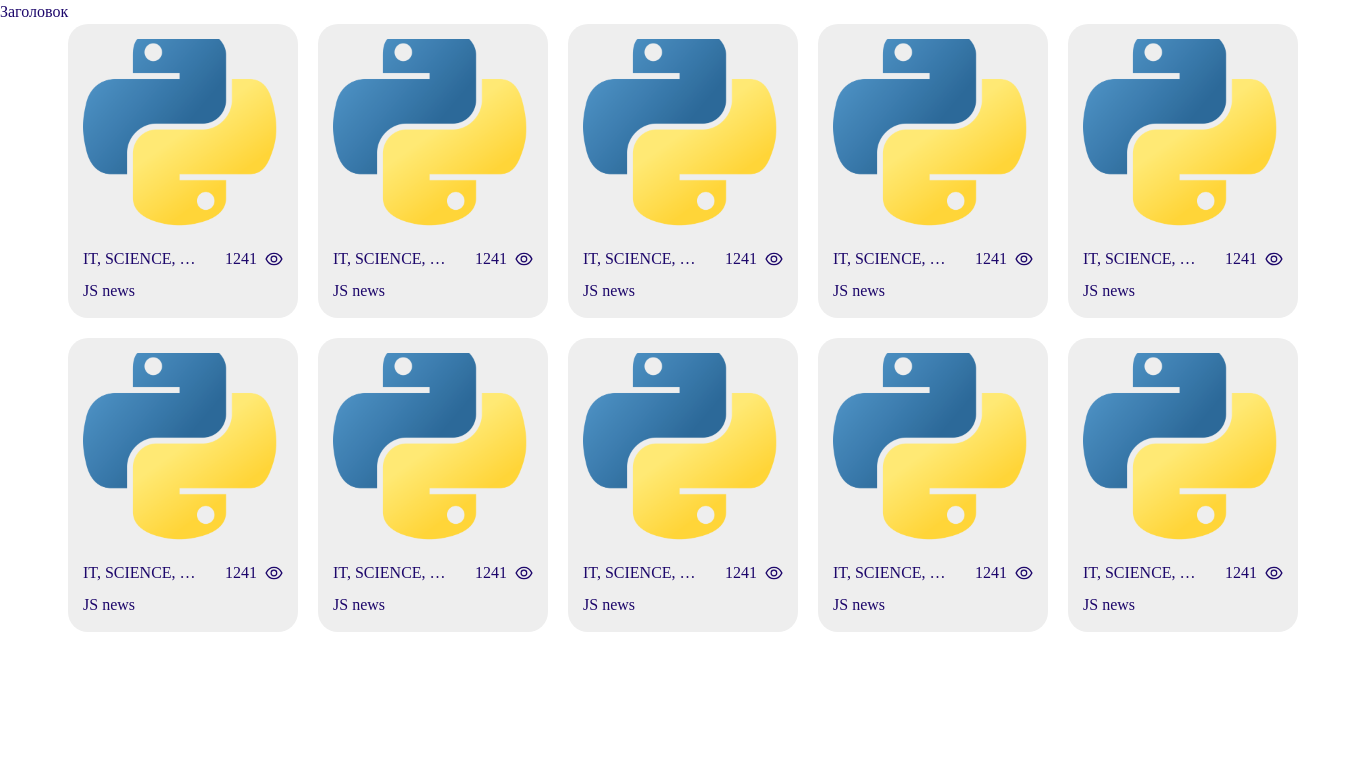 Заголовок
IT, SCIENCE, … 1241 IT, SCIENCE, … 1241 IT, SCIENCE, … 1241 IT, SCIENCE, … 1241 IT, SCIENCE, … 1241
JS news JS news JS news JS news JS news
IT, SCIENCE, … 1241 IT, SCIENCE, … 1241 IT, SCIENCE, … 1241 IT, SCIENCE, … 1241 IT, SCIENCE, … 1241
JS news JS news JS news JS news JS news